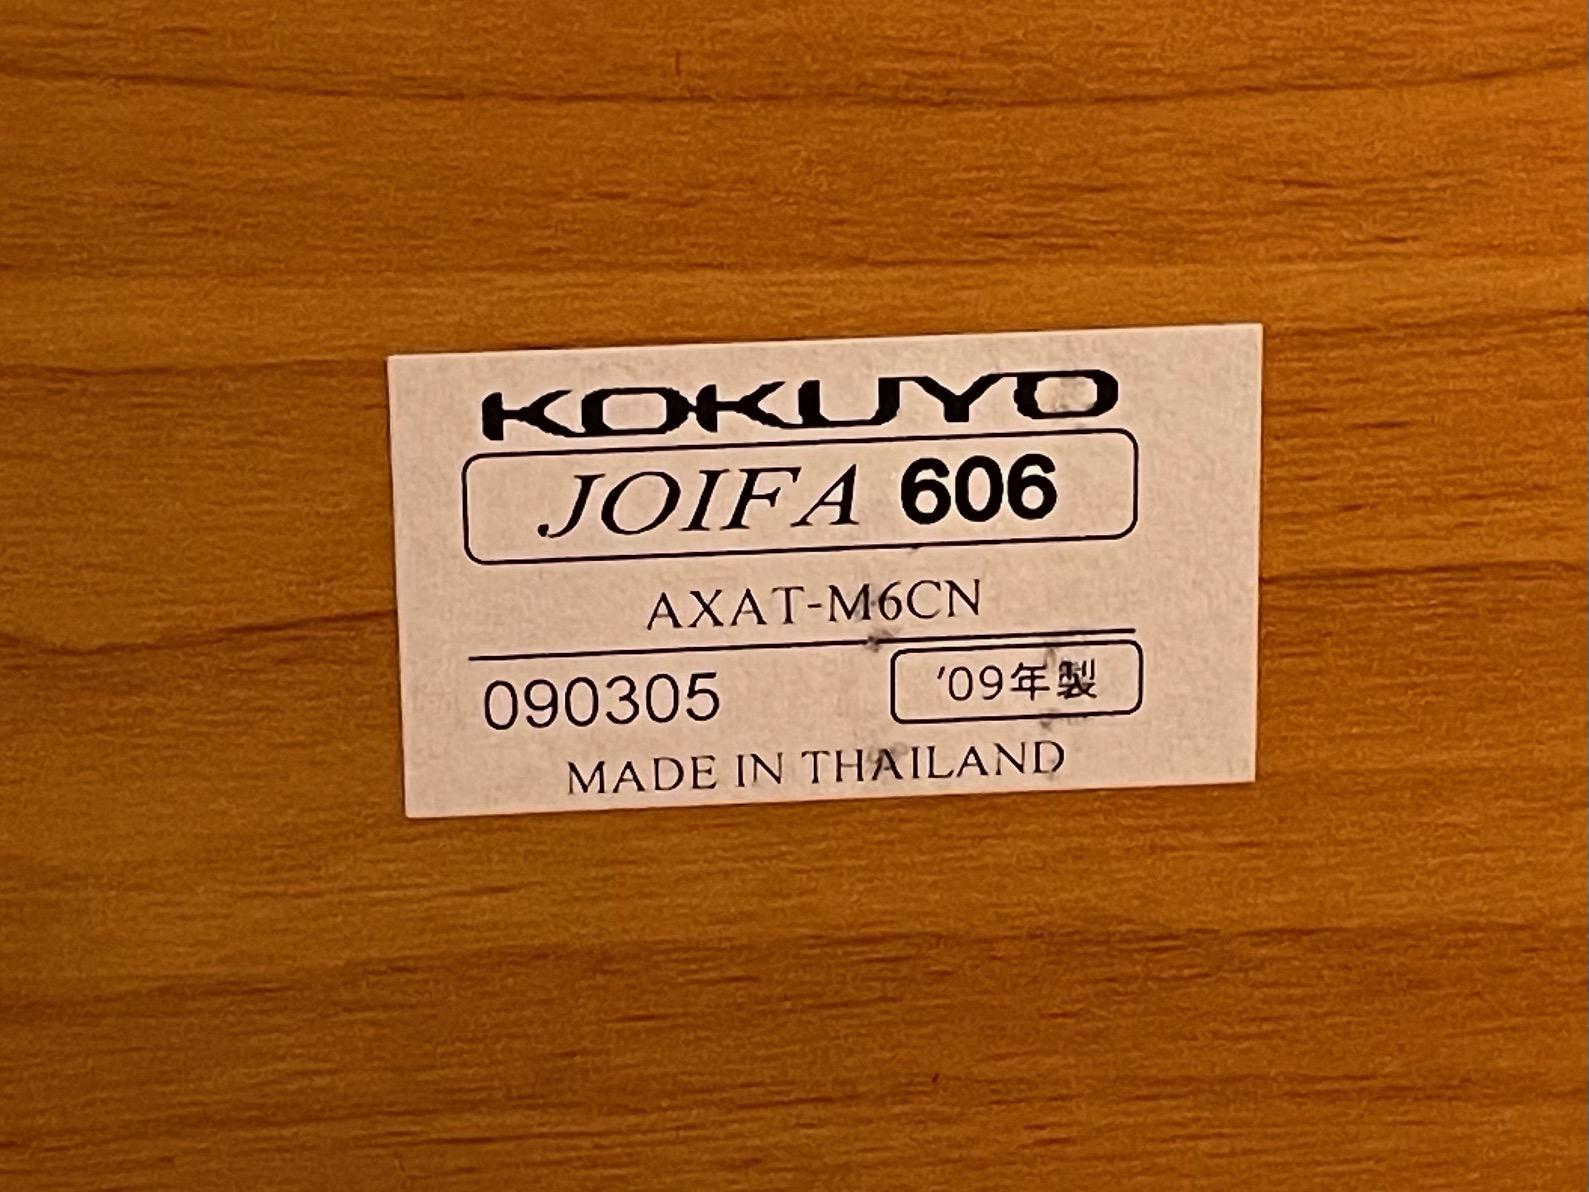 KOKUYO
JOIFA 606
AXAT-M6CN
090305
'09年製
MADE IN THAILAND